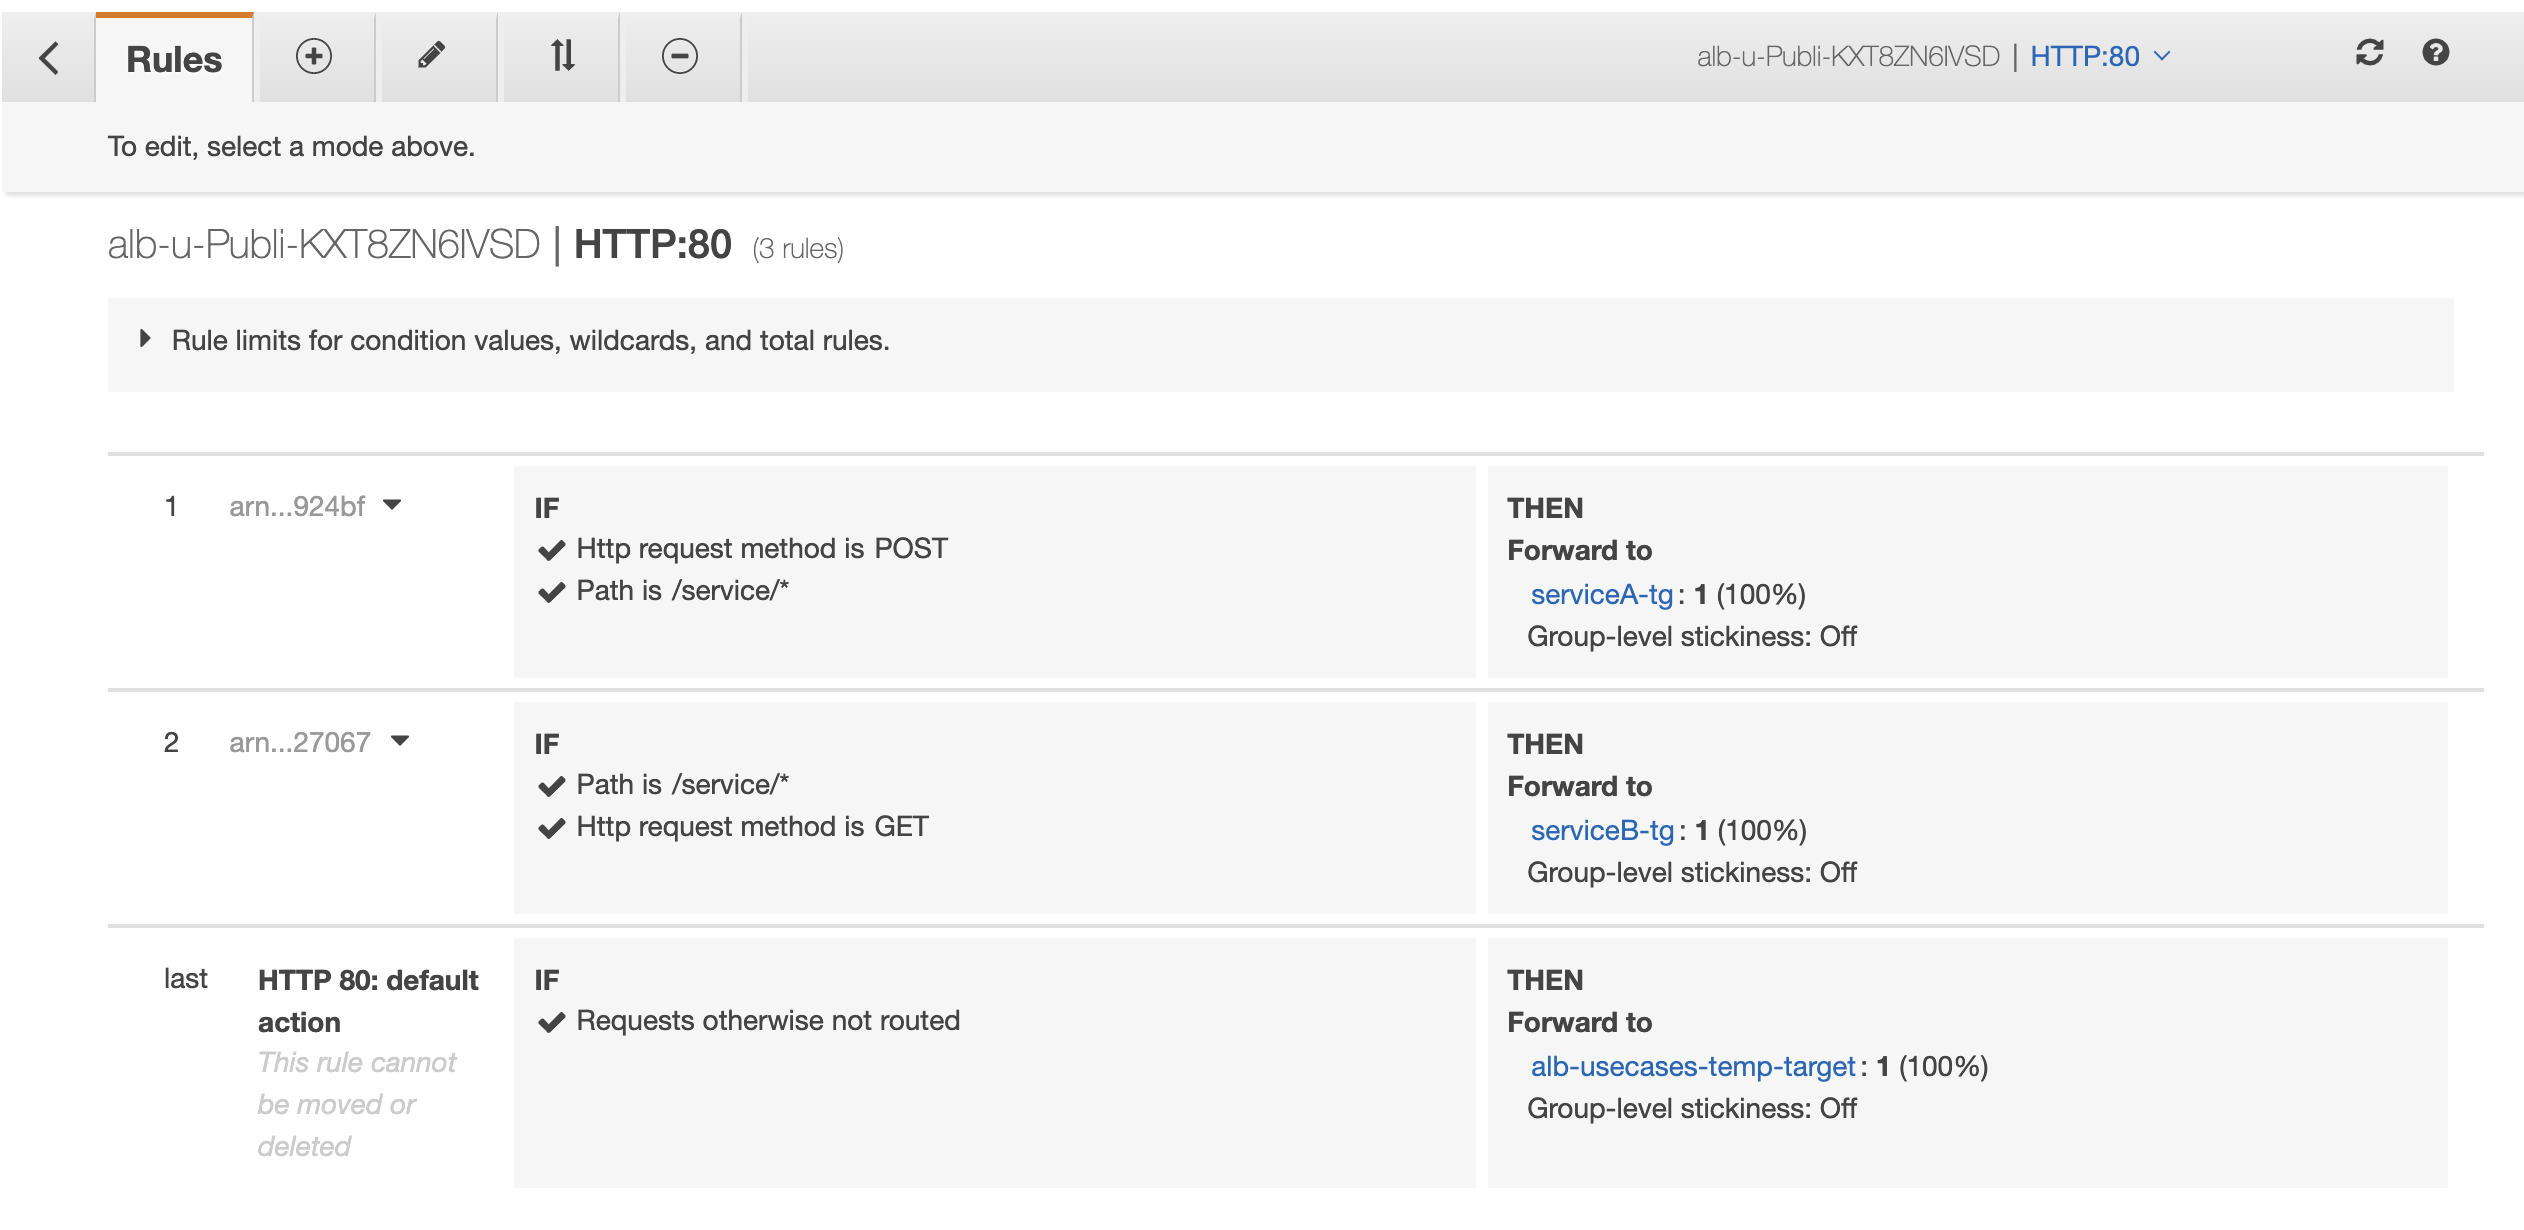 Rules
alb-u-Publi-KXT8ZN6IVSD | HTTP:80
To edit, select a mode above.
alb-u-Publi-KXT8ZN6IVSD | HTTP:80 (3 rules)
Rule limits for condition values, wildcards, and total rules.
1 arn...924bf
IF
Http request method is POST
Path is /service/*
THEN
Forward to
serviceA-tg: 1 (100%)
Group-level stickiness: Off
2 arn...27067
IF
Path is /service/*
Http request method is GET
THEN
Forward to
serviceB-tg: 1 (100%)
Group-level stickiness: Off
last
HTTP 80: default
action
This rule cannot
be moved or
deleted
IF
Requests otherwise not routed
THEN
Forward to
alb-usecases-temp-target: 1 (100%)
Group-level stickiness: Off